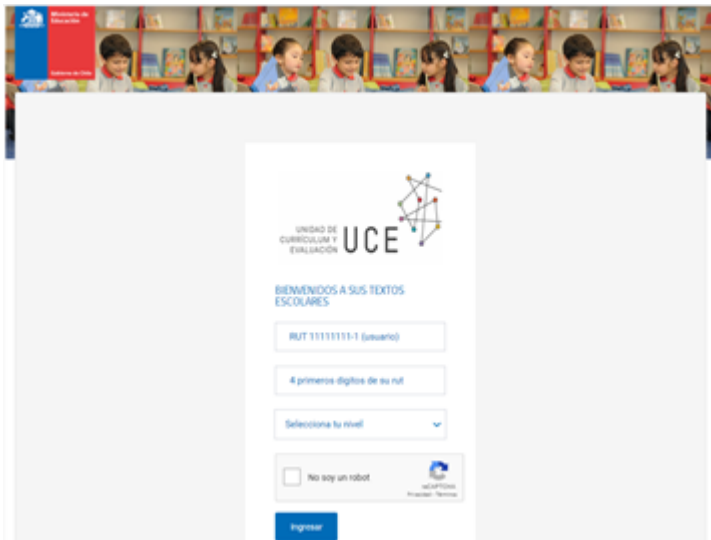 Ministerio de
Educación
Gobierno de Chile
UNIDAD DE
CURRÍCULUM Y
EVALUACIÓN
UCE
BIENVENIDOS A SUS TEXTOS
ESCOLARES
RUT 11111111-1 (usuario)
4 primeros digitos de su rut
Selecciona tu nivel
No soy un robot
reCAPTCHA
Privacidad - Términos
Ingresar